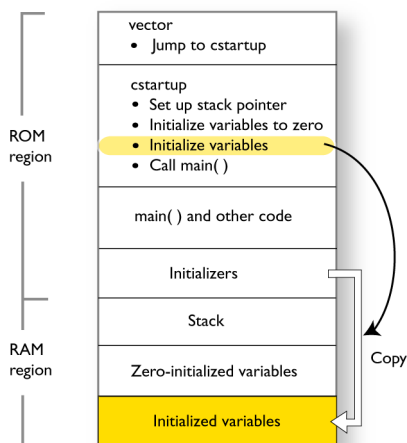 vector
• Jump to cstartup
cstartup
• Set up stack pointer
• Initialize variables to zero
• Initialize variables
• Call main( )
ROM
region
main( ) and other code
Initializers
Stack
RAM
region
Copy
Zero-initialized variables
Initialized variables